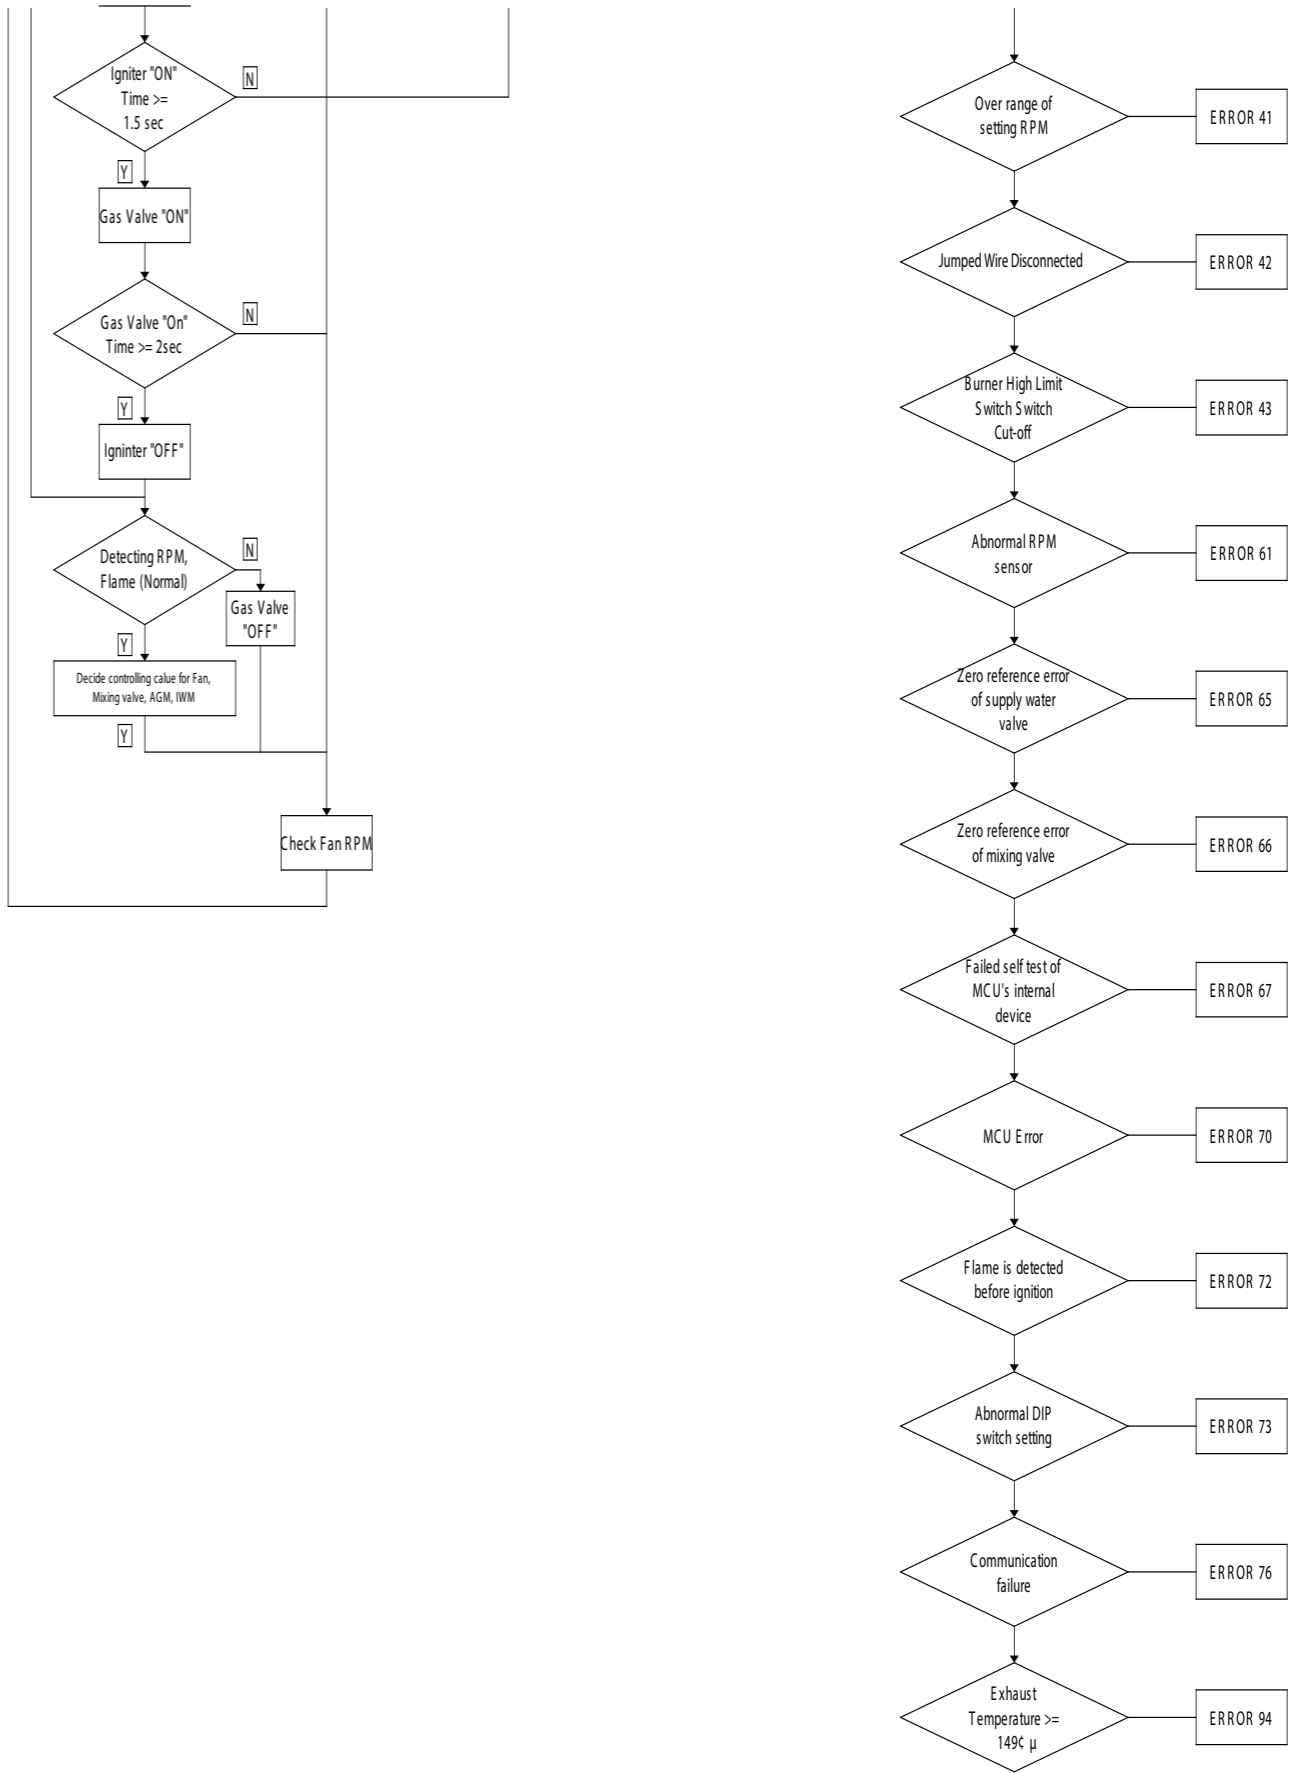 Igniter "ON"
Time >=
1.5 sec
N
Y
Gas Valve "ON"
Gas Valve "On"
Time >= 2sec
N
Y
Igninter "OFF"
Detecting RPM,
Flame (Normal)
N
Gas Valve
"OFF"
Y
Decide controlling calue for Fan,
Mixing valve, AGM, IWM
Y
Check Fan RPM
Over range of
setting RPM
ERROR 41
Jumped Wire Disconnected
ERROR 42
Burner High Limit
Switch Switch
Cut-off
ERROR 43
Abnormal RPM
sensor
ERROR 61
Zero reference error
of supply water
valve
ERROR 65
Zero reference error
of mixing valve
ERROR 66
Failed self test of
MCU's internal
device
ERROR 67
MCU Error
ERROR 70
Flame is detected
before ignition
ERROR 72
Abnormal DIP
switch setting
ERROR 73
Communication
failure
ERROR 76
Exhaust
Temperature >=
149¢ µ
ERROR 94